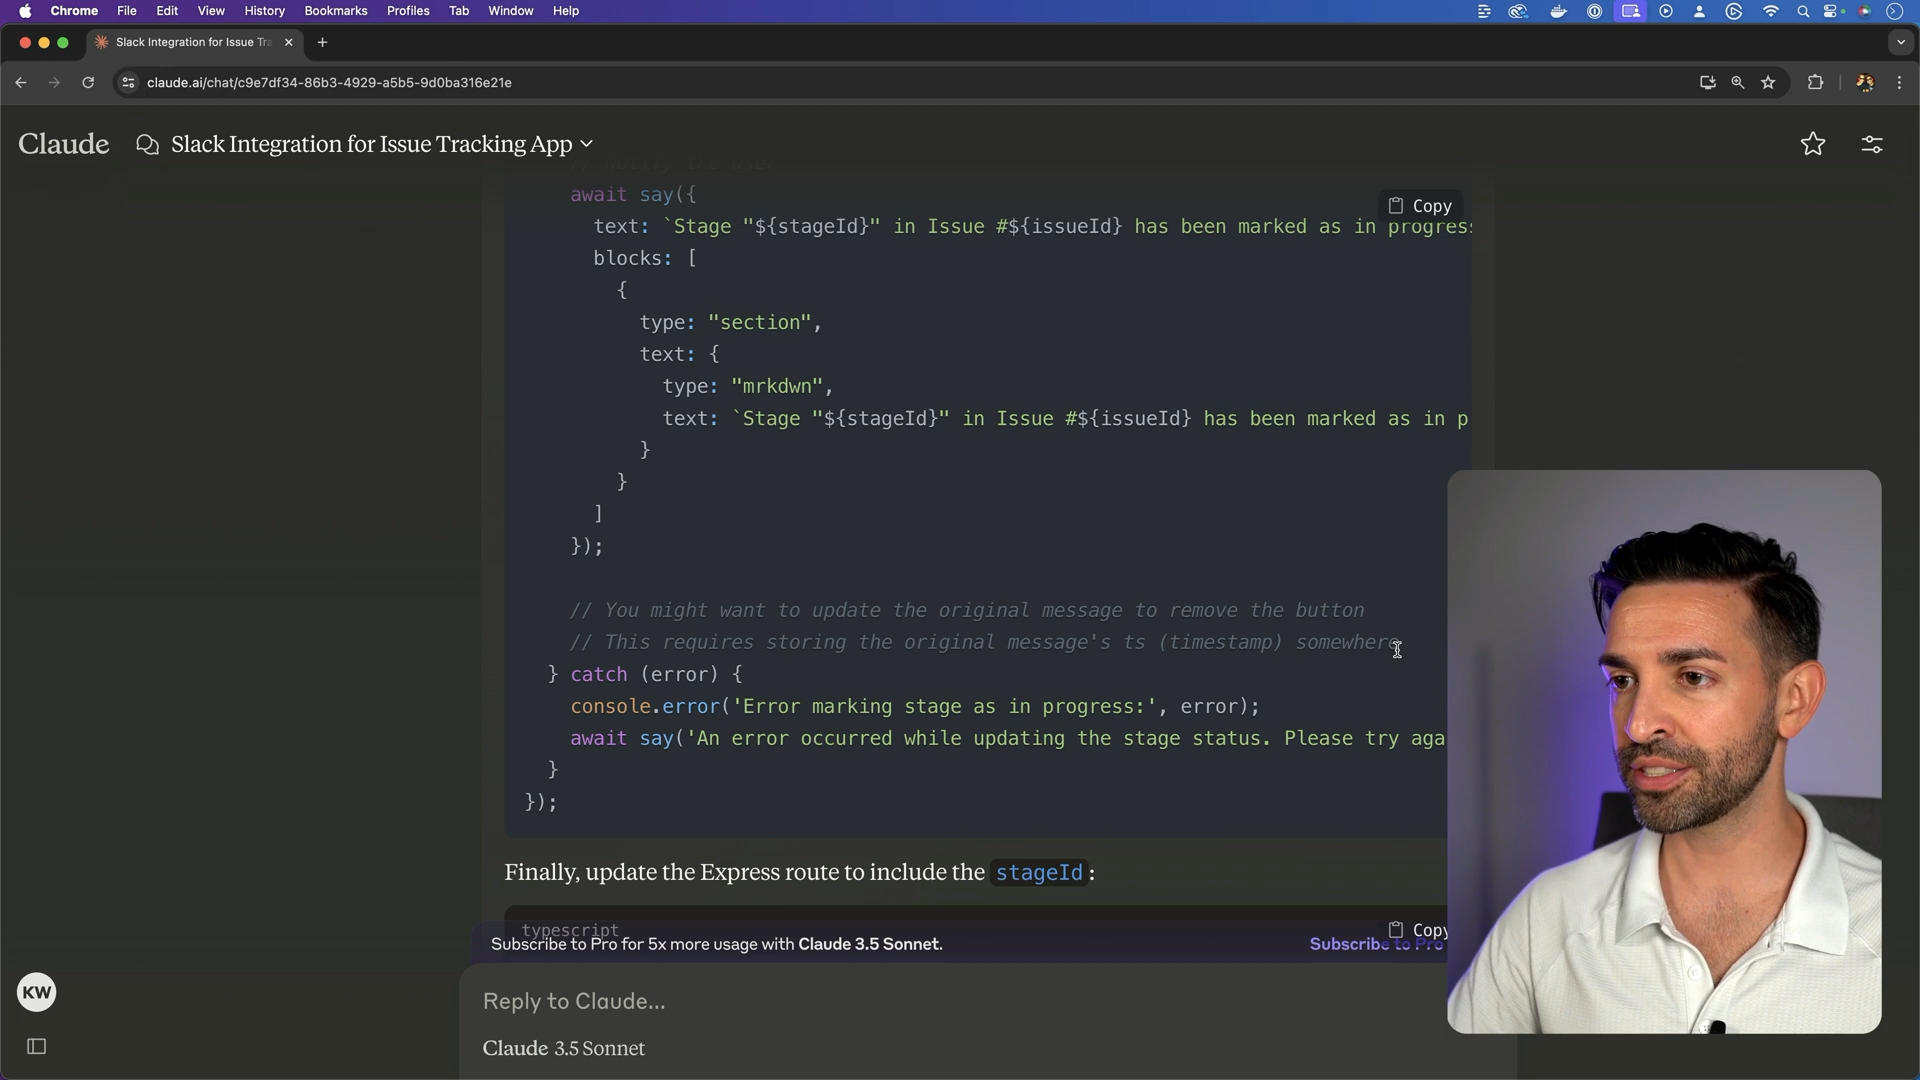 Chrome File Edit View History Bookmarks Profiles Tab Window Help
Slack Integration for Issue Tra
claude.ai/chat/c9e7df34-86b3-4929-a5b5-9d0ba316e21e
Claude Slack Integration for Issue Tracking App
// Notify the user
await say({
Copy
text: `Stage "${stageId}" in Issue #${issueId} has been marked as in progress
blocks: [
{
type: "section",
text: {
type: "mrkdwn",
text: `Stage "${stageId}" in Issue #${issueId} has been marked as in p
}
}
]
});
// You might want to update the original message to remove the button
// This requires storing the original message's ts (timestamp) somewhere
} catch (error) {
console.error('Error marking stage as in progress:', error);
await say('An error occurred while updating the stage status. Please try aga
}
});
Finally, update the Express route to include the stageId:
typescript
Copy
Subscribe to Pro for 5x more usage with Claude 3.5 Sonnet. Subscribe to Pro
KW
Reply to Claude...
Claude 3.5 Sonnet